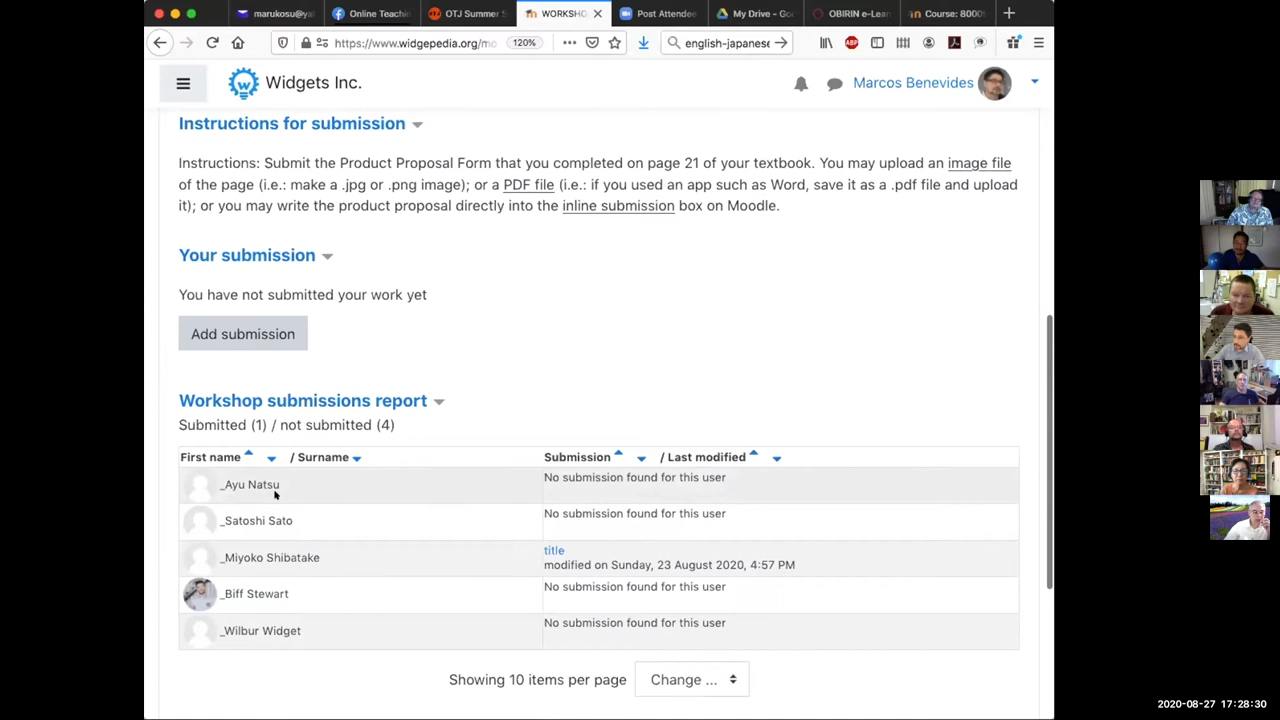 marukosu@ya
Online Teachin
OTJ Summer S
WORKSHO
Post Attendee
My Drive - Goo
OBIRIN e-Lear
Course: 8000
https://www.widgepedia.org/mo
120%
english-japanese
ABP
Widgets Inc.
Marcos Benevides
Instructions for submission
Instructions: Submit the Product Proposal Form that you completed on page 21 of your textbook. You may upload an image file
of the page (i.e.: make a .jpg or .png image); or a PDF file (i.e.: if you used an app such as Word, save it as a .pdf file and upload
it); or you may write the product proposal directly into the inline submission box on Moodle.
Your submission
You have not submitted your work yet
Add submission
Workshop submissions report
Submitted (1) / not submitted (4)
First name / Surname Submission / Last modified
_Ayu Natsu No submission found for this user
_Satoshi Sato No submission found for this user
_Miyoko Shibatake title
modified on Sunday, 23 August 2020, 4:57 PM
_Biff Stewart No submission found for this user
_Wilbur Widget No submission found for this user
Showing 10 items per page Change ...
2020-08-27 17:28:30